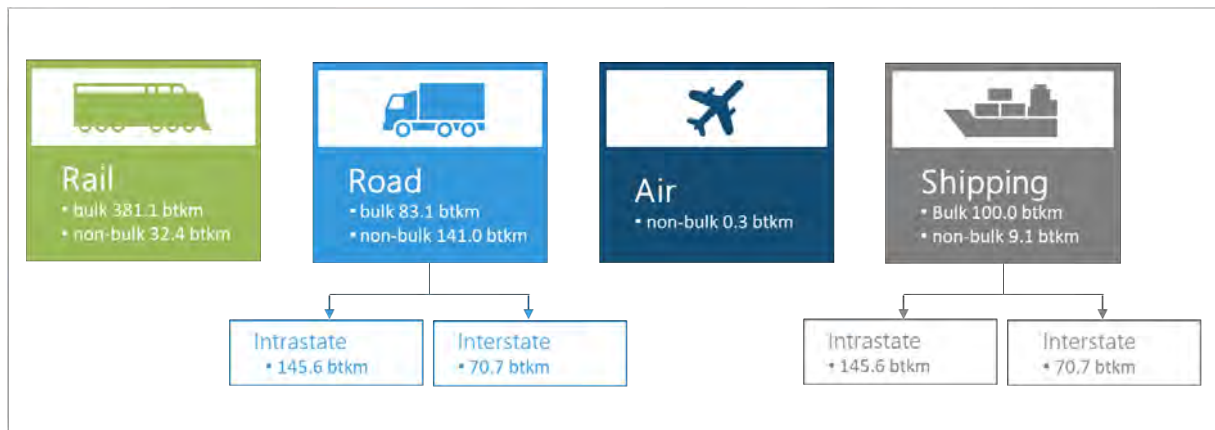 Rail
• bulk 381.1 btkm
• non-bulk 32.4 btkm
Road
• bulk 83.1 btkm
• non-bulk 141.0 btkm
Air
• non-bulk 0.3 btkm
Shipping
• Bulk 100.0 btkm
• non-bulk 9.1 btkm
Intrastate
• 145.6 btkm
Interstate
• 70.7 btkm
Intrastate
• 145.6 btkm
Interstate
• 70.7 btkm